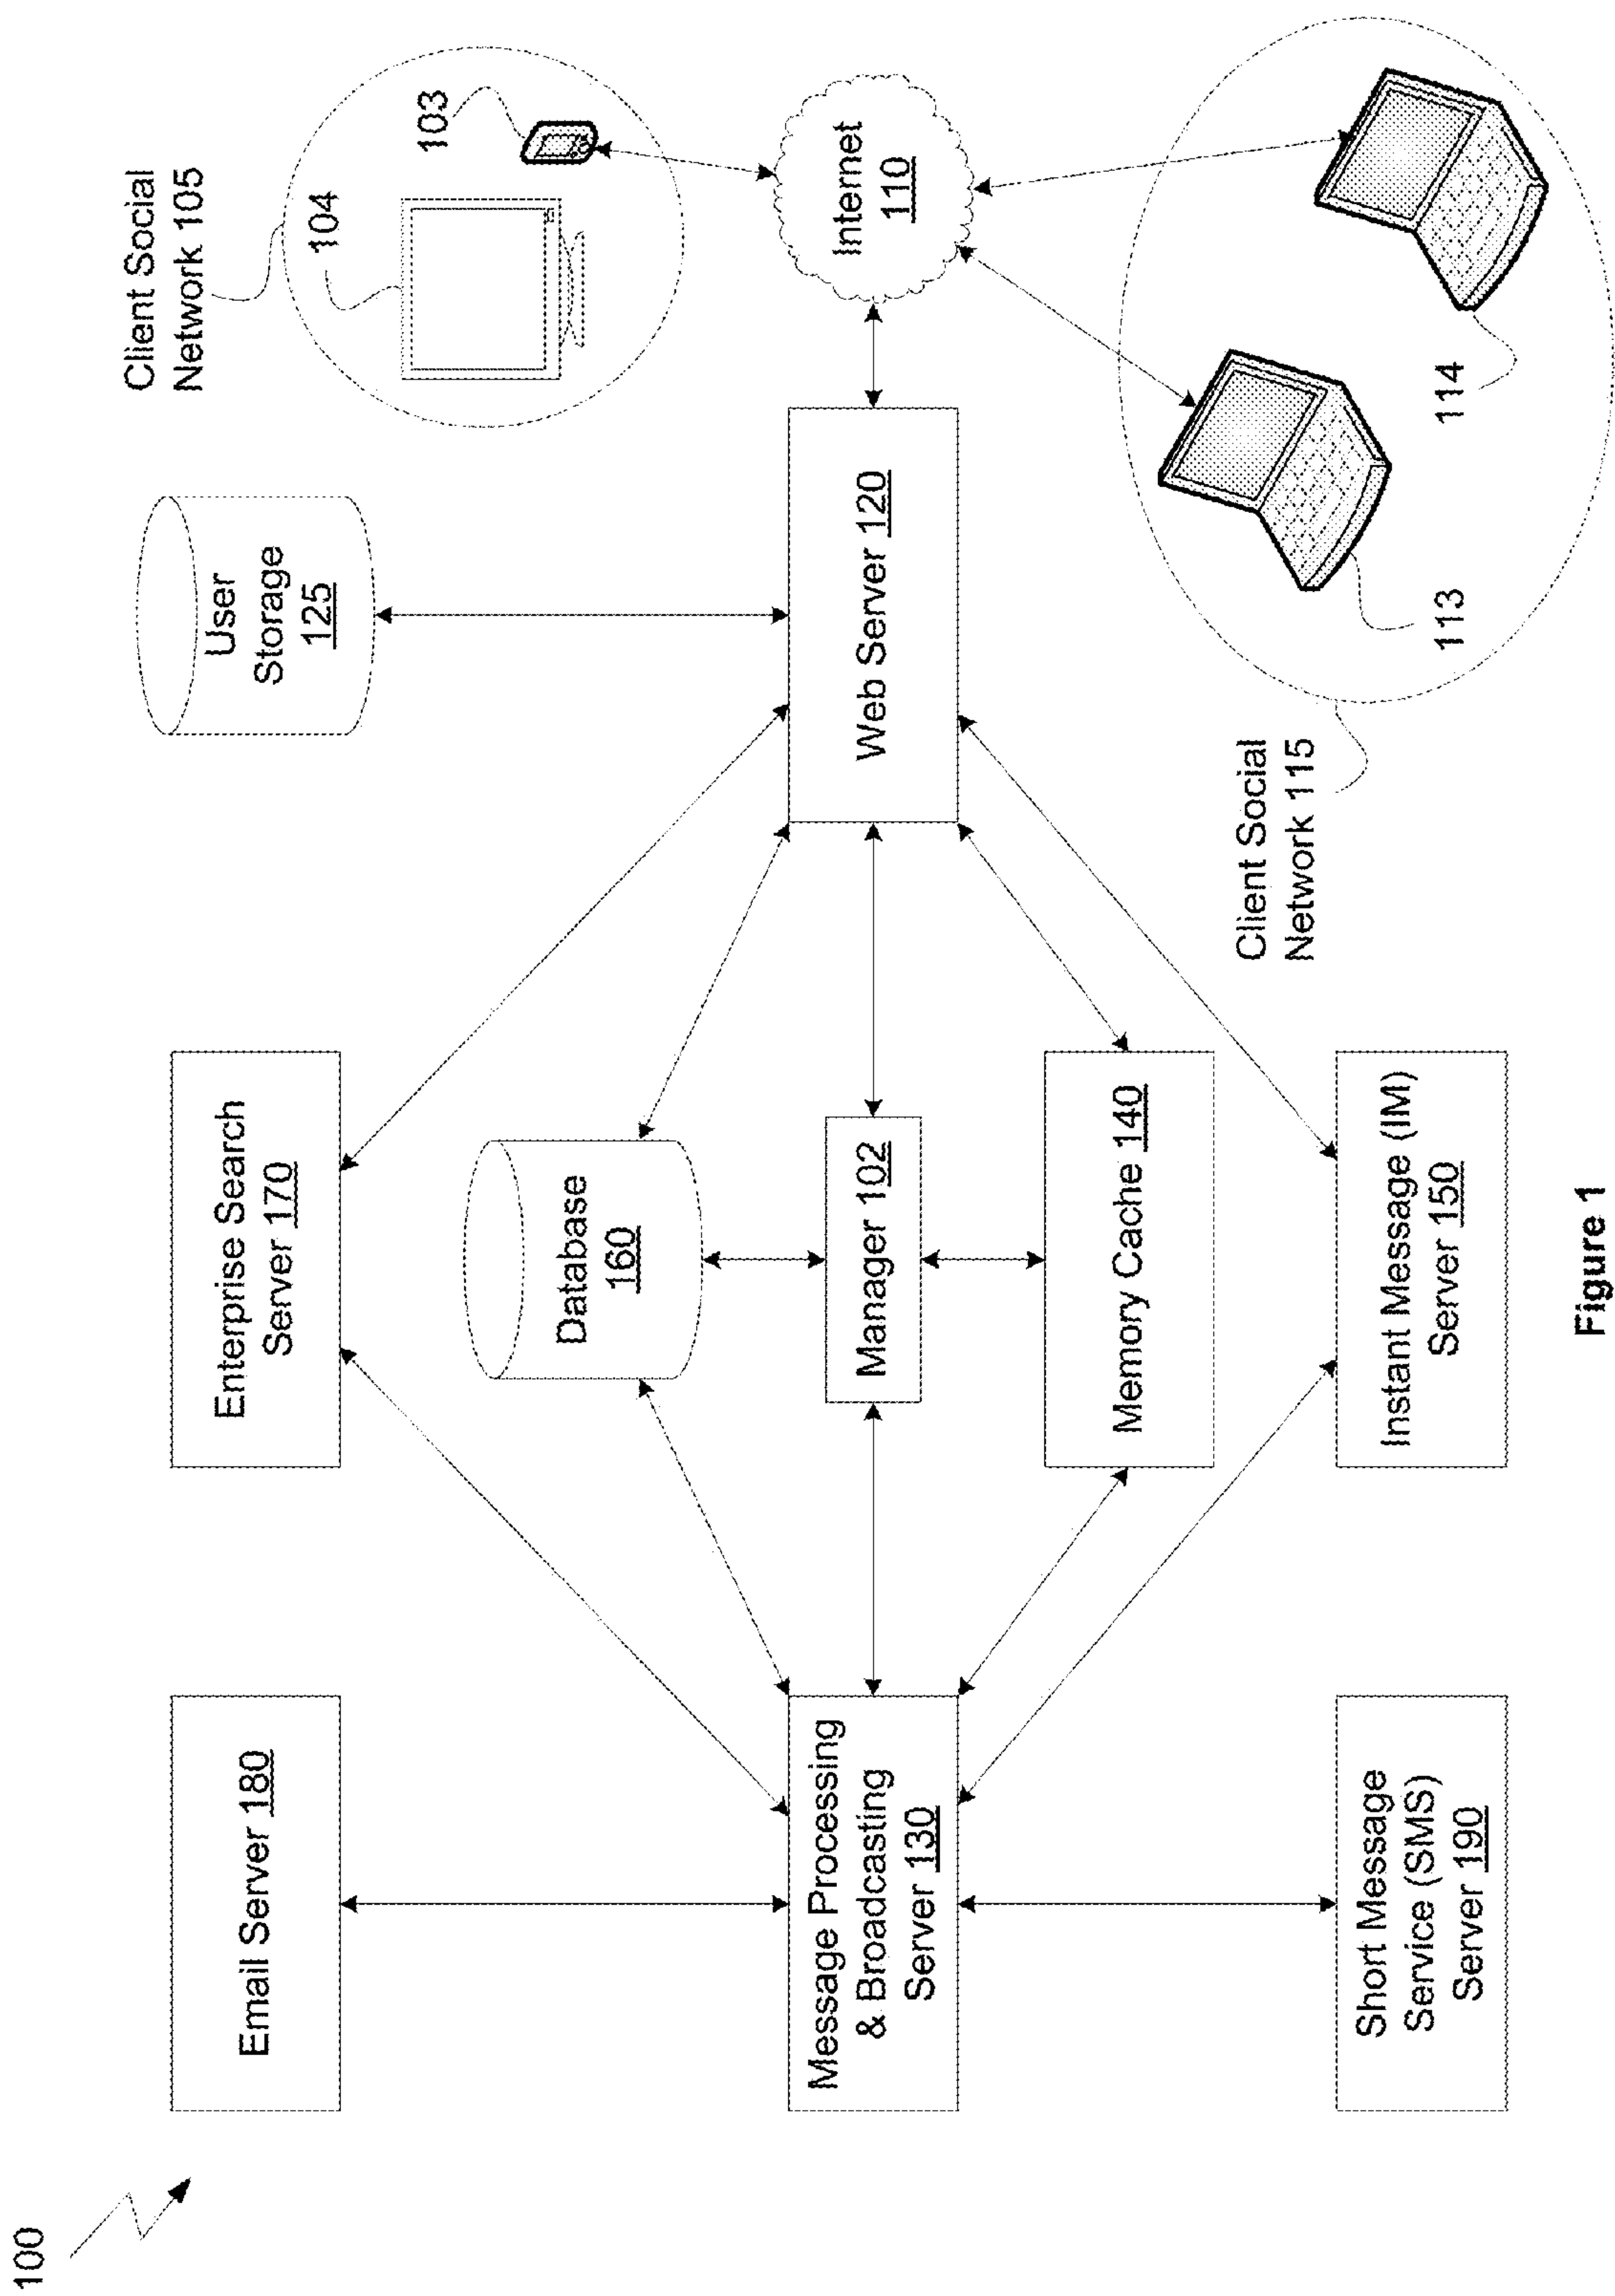 100
Email Server 180
Enterprise Search
Server 170
User
Storage
125
Client Social
Network 105
104
103
Database
160
Message Processing
& Broadcasting
Server 130
Manager 102
Web Server 120
Internet
110
Memory Cache 140
Short Message
Service (SMS)
Server 190
Instant Message (IM)
Server 150
Client Social
Network 115
113
114
Figure 1